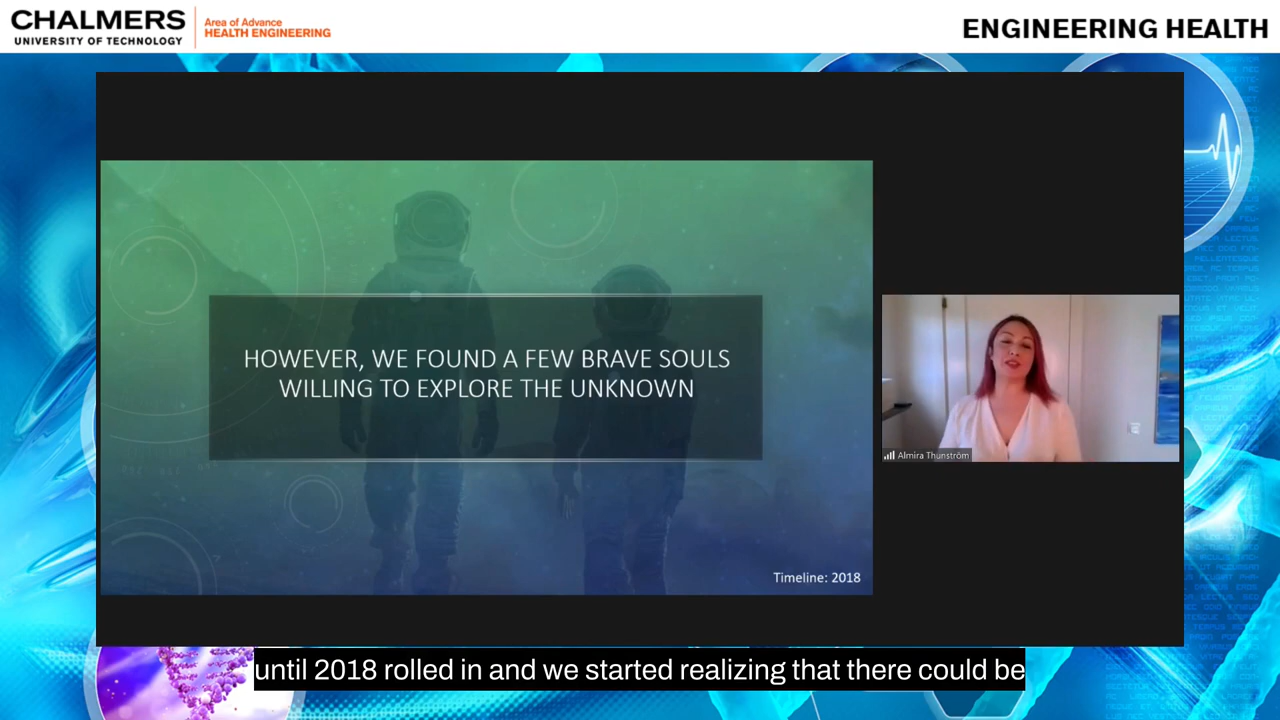 CHALMERS
UNIVERSITY OF TECHNOLOGY
Area of Advance
HEALTH ENGINEERING
ENGINEERING HEALTH
HOWEVER, WE FOUND A FEW BRAVE SOULS
WILLING TO EXPLORE THE UNKNOWN
Timeline: 2018
Almira Thunström
until 2018 rolled in and we started realizing that there could be